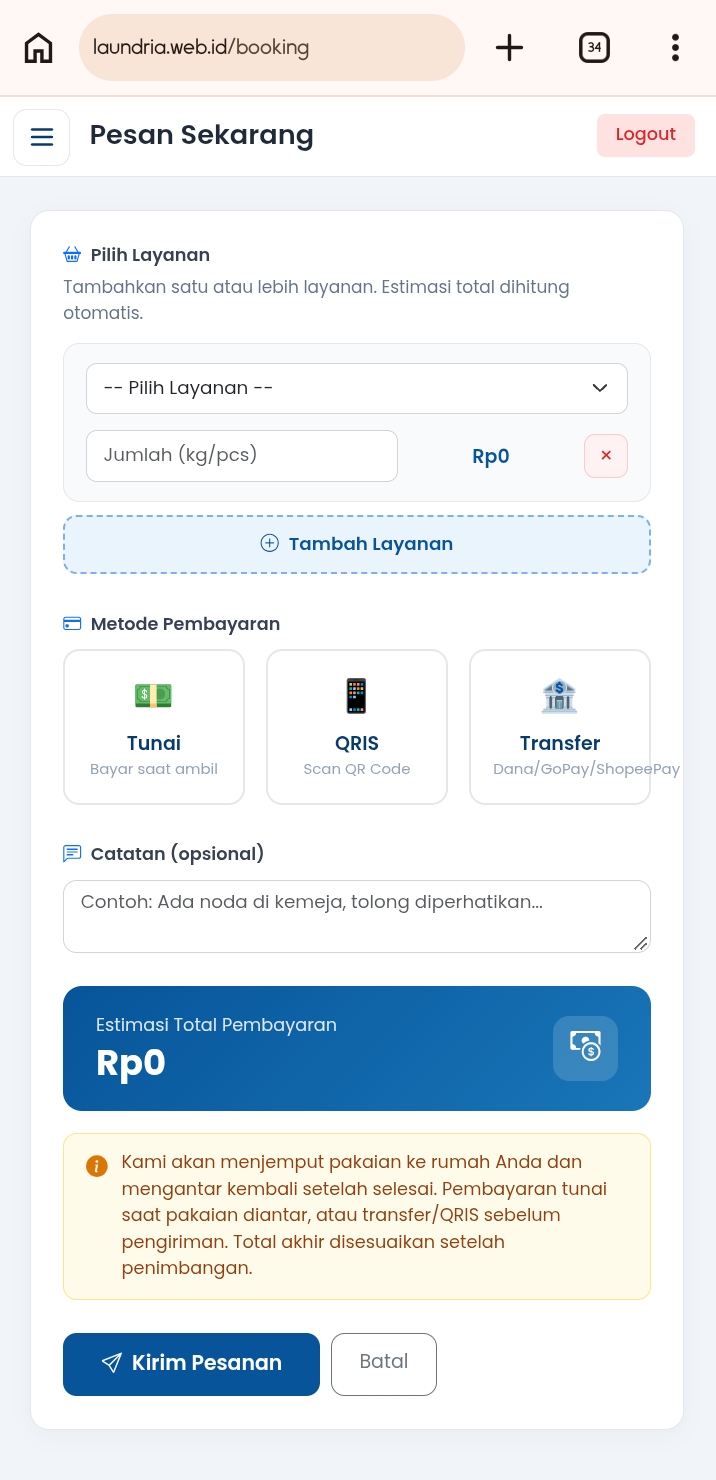 laundria.web.id/booking
34
Pesan Sekarang
Logout
Pilih Layanan
Tambahkan satu atau lebih layanan. Estimasi total dihitung
otomatis.
-- Pilih Layanan --
Jumlah (kg/pcs)
Rp0
×
Tambah Layanan
Metode Pembayaran
Tunai
Bayar saat ambil
QRIS
Scan QR Code
Transfer
Dana/GoPay/ShopeePay
Catatan (opsional)
Contoh: Ada noda di kemeja, tolong diperhatikan...
Estimasi Total Pembayaran
Rp0
Kami akan menjemput pakaian ke rumah Anda dan
mengantar kembali setelah selesai. Pembayaran tunai
saat pakaian diantar, atau transfer/QRIS sebelum
pengiriman. Total akhir disesuaikan setelah
penimbangan.
Kirim Pesanan
Batal